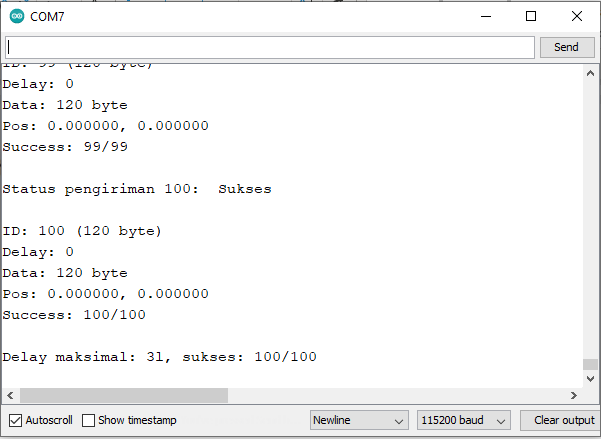 COM7
Send
ID: 99 (120 byte)
Delay: 0
Data: 120 byte
Pos: 0.000000, 0.000000
Success: 99/99
Status pengiriman 100:  Sukses
ID: 100 (120 byte)
Delay: 0
Data: 120 byte
Pos: 0.000000, 0.000000
Success: 100/100
Delay maksimal: 31, sukses: 100/100
Autoscroll
Show timestamp
Newline
115200 baud
Clear output